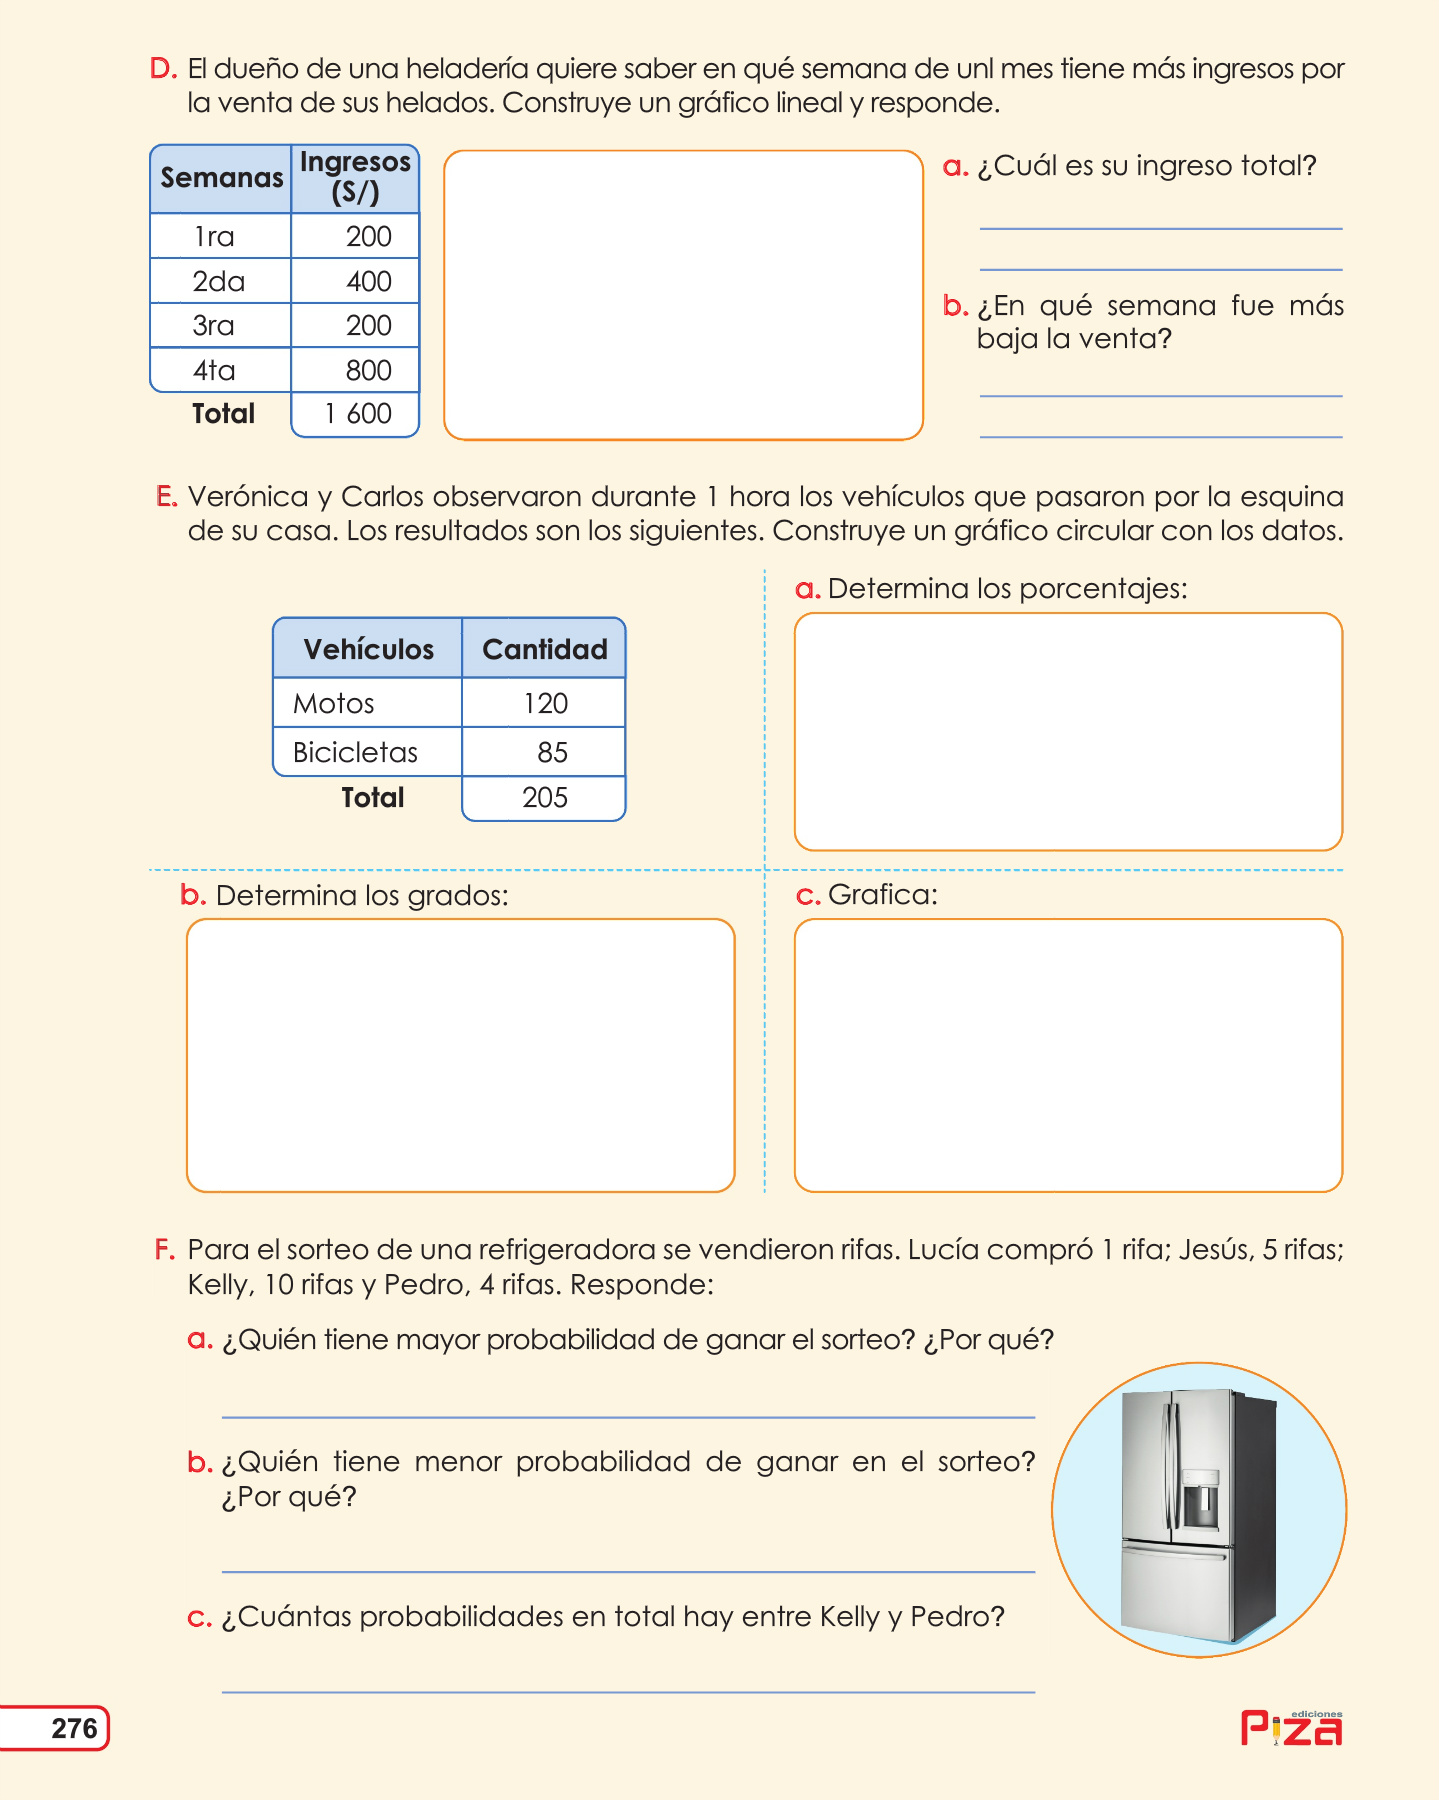 D. El dueño de una heladería quiere saber en qué semana de unl mes tiene más ingresos por
la venta de sus helados. Construye un gráfico lineal y responde.
Semanas Ingresos (S/)
1ra 200
2da 400
3ra 200
4ta 800
Total 1 600
a. ¿Cuál es su ingreso total?
b. ¿En qué semana fue más
baja la venta?
E. Verónica y Carlos observaron durante 1 hora los vehículos que pasaron por la esquina
de su casa. Los resultados son los siguientes. Construye un gráfico circular con los datos.
Vehículos Cantidad
Motos 120
Bicicletas 85
Total 205
a. Determina los porcentajes:
b. Determina los grados:
c. Grafica:
F. Para el sorteo de una refrigeradora se vendieron rifas. Lucía compró 1 rifa; Jesús, 5 rifas;
Kelly, 10 rifas y Pedro, 4 rifas. Responde:
a. ¿Quién tiene mayor probabilidad de ganar el sorteo? ¿Por qué?
b. ¿Quién tiene menor probabilidad de ganar en el sorteo?
¿Por qué?
c. ¿Cuántas probabilidades en total hay entre Kelly y Pedro?
276
ediciones
Piza